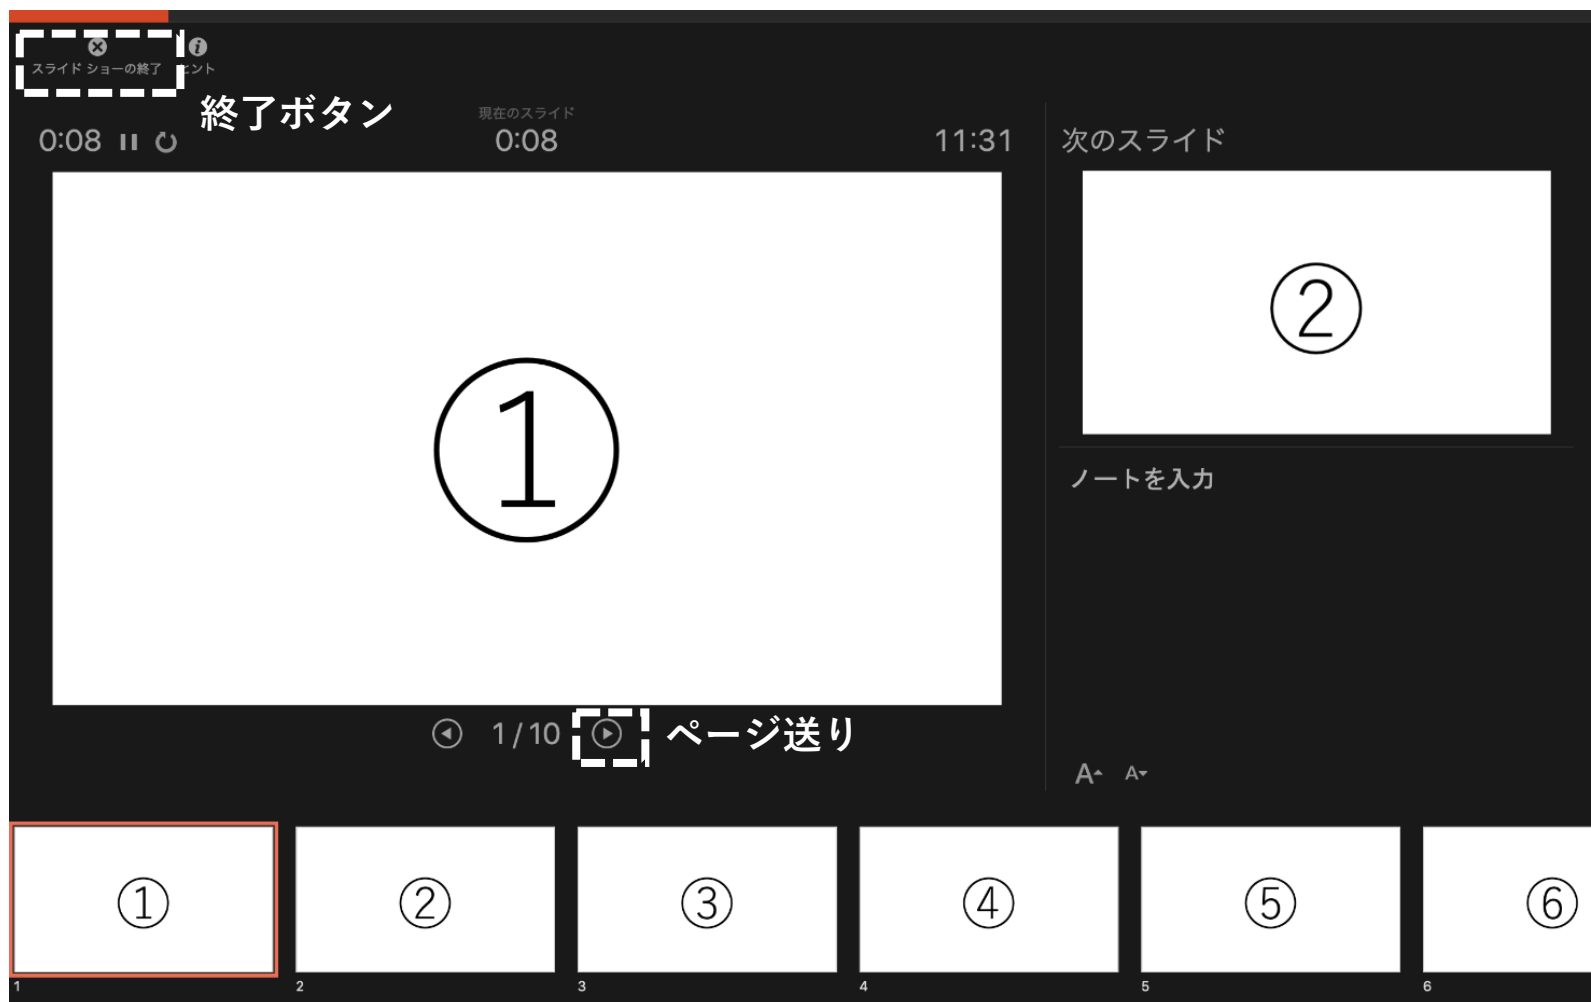 スライド ショーの終了
ヒント
終了ボタン
0:08
現在のスライド
0:08
11:31
次のスライド
①
②
ノートを入力
1/10
ページ送り
A
A
①
②
③
④
⑤
⑥
1
2
3
4
5
6